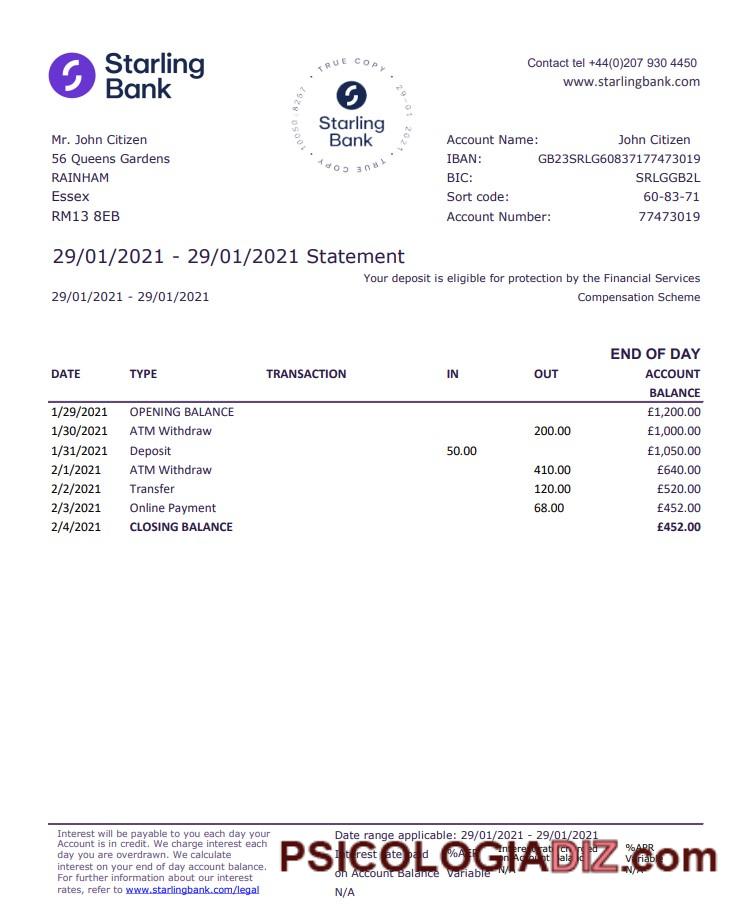 Starling
Bank
TRUE COPY • 29-01 2021 • TRUE COPY • 10050-8257
Starling
Bank
Contact tel +44(0)207 930 4450
www.starlingbank.com
Mr. John Citizen
56 Queens Gardens
RAINHAM
Essex
RM13 8EB
Account Name: John Citizen
IBAN: GB23SRLG60837177473019
BIC: SRLGGB2L
Sort code: 60-83-71
Account Number: 77473019
29/01/2021 - 29/01/2021 Statement
Your deposit is eligible for protection by the Financial Services
Compensation Scheme
29/01/2021 - 29/01/2021
END OF DAY
DATE TYPE TRANSACTION IN OUT ACCOUNT
BALANCE
1/29/2021 OPENING BALANCE £1,200.00
1/30/2021 ATM Withdraw 200.00 £1,000.00
1/31/2021 Deposit 50.00 £1,050.00
2/1/2021 ATM Withdraw 410.00 £640.00
2/2/2021 Transfer 120.00 £520.00
2/3/2021 Online Payment 68.00 £452.00
2/4/2021 CLOSING BALANCE £452.00
Interest will be payable to you each day your
Account is in credit. We charge interest each
day you are overdrawn. We calculate
interest on your end of day account balance.
For further information about our interest
rates, refer to www.starlingbank.com/legal
Date range applicable: 29/01/2021 - 29/01/2021
Interest rate paid
on Account Balance
N/A
%AER
Variable
Interest rate charged
on Account Balance
N/A
%APR
Variable
N/A
PSICOLOGIADIZ.com